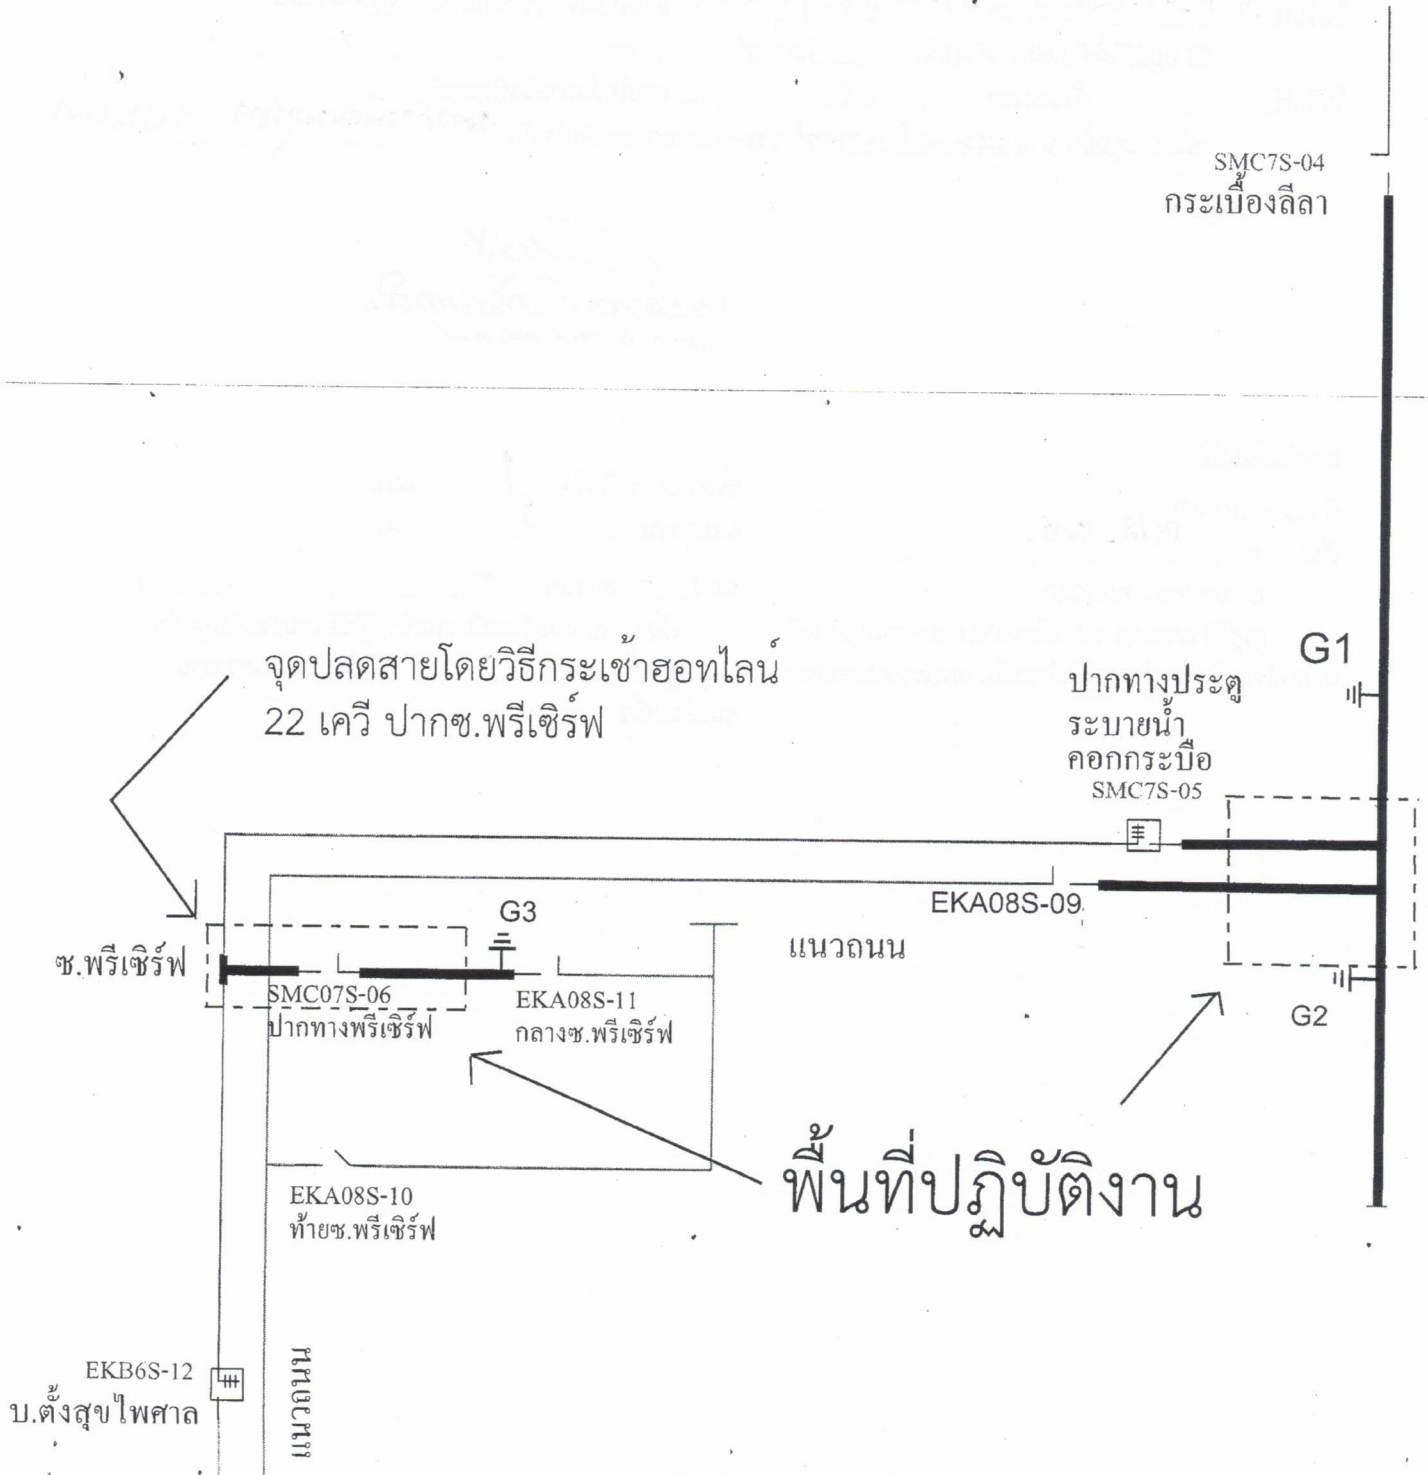 SMC7S-04
กระเบื้องลีลา
G1
จุดปลดสายโดยวิธีกระเช้าฮอทไลน์
22 เควี ปากซ.พรีเซิร์ฟ
ปากทางประตู
ระบายน้ำ
คอกกระบือ
SMC7S-05
EKA08S-09
G3
แนวถนน
ซ.พรีเซิร์ฟ
SMC07S-06
ปากทางพรีเซิร์ฟ
EKA08S-11
กลางซ.พรีเซิร์ฟ
G2
พื้นที่ปฏิบัติงาน
EKA08S-10
ท้ายซ.พรีเซิร์ฟ
EKB6S-12
บ.ตั้งสุขไพศาล
แนวถนน